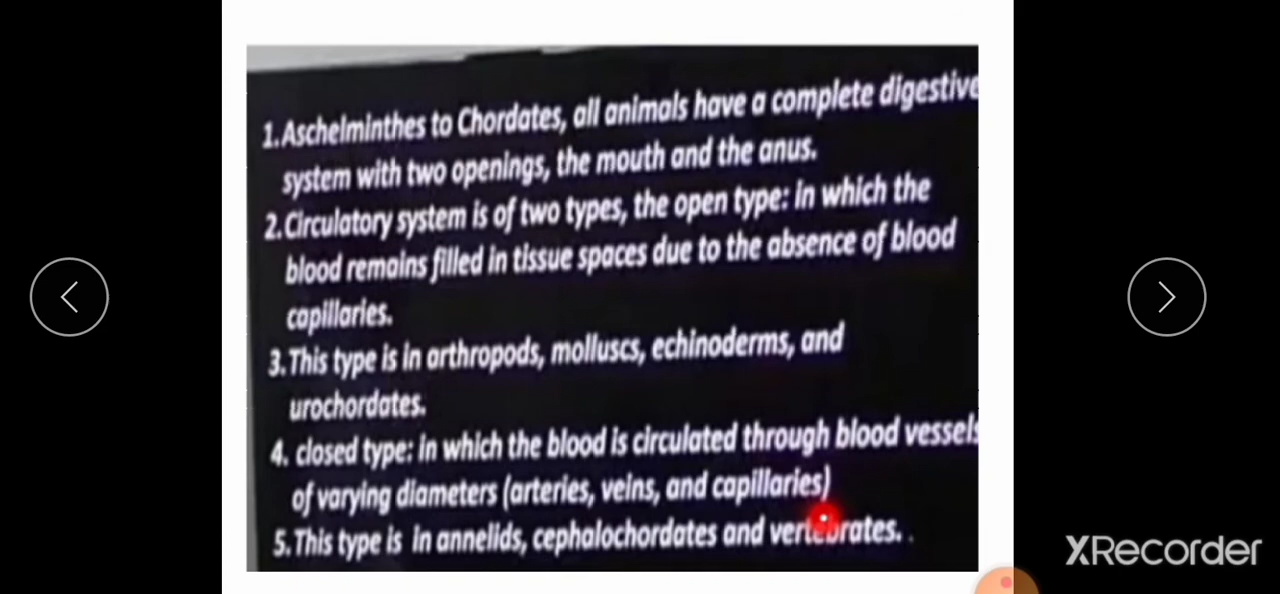 1.Aschelminthes to Chordates, all animals have a complete digestive
system with two openings, the mouth and the anus.
2.Circulatory system is of two types, the open type: in which the
blood remains filled in tissue spaces due to the absence of blood
capillaries.
3.This type is in arthropods, molluscs, echinoderms, and
urochordates.
4. closed type: in which the blood is circulated through blood vessels
of varying diameters (arteries, veins, and capillaries)
5.This type is in annelids, cephalochordates and vertebrates. .
XRecorder